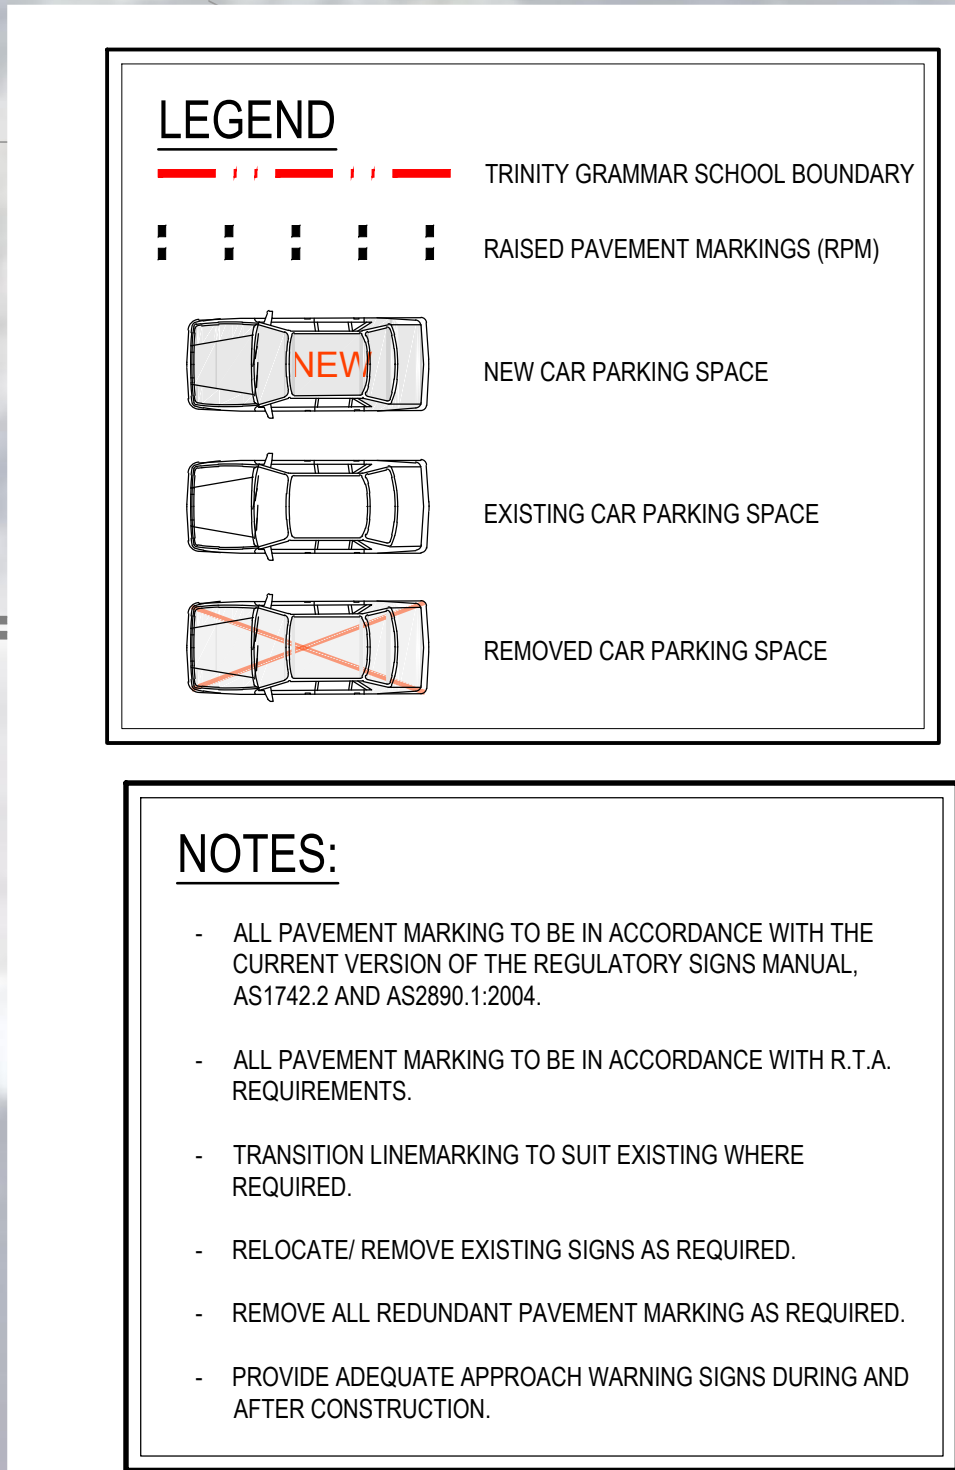 LEGEND
TRINITY GRAMMAR SCHOOL BOUNDARY
RAISED PAVEMENT MARKINGS (RPM)
NEW
NEW CAR PARKING SPACE
EXISTING CAR PARKING SPACE
REMOVED CAR PARKING SPACE
NOTES:
- ALL PAVEMENT MARKING TO BE IN ACCORDANCE WITH THE
CURRENT VERSION OF THE REGULATORY SIGNS MANUAL,
AS1742.2 AND AS2890.1:2004.
- ALL PAVEMENT MARKING TO BE IN ACCORDANCE WITH R.T.A.
REQUIREMENTS.
- TRANSITION LINEMARKING TO SUIT EXISTING WHERE
REQUIRED.
- RELOCATE/ REMOVE EXISTING SIGNS AS REQUIRED.
- REMOVE ALL REDUNDANT PAVEMENT MARKING AS REQUIRED.
- PROVIDE ADEQUATE APPROACH WARNING SIGNS DURING AND
AFTER CONSTRUCTION.